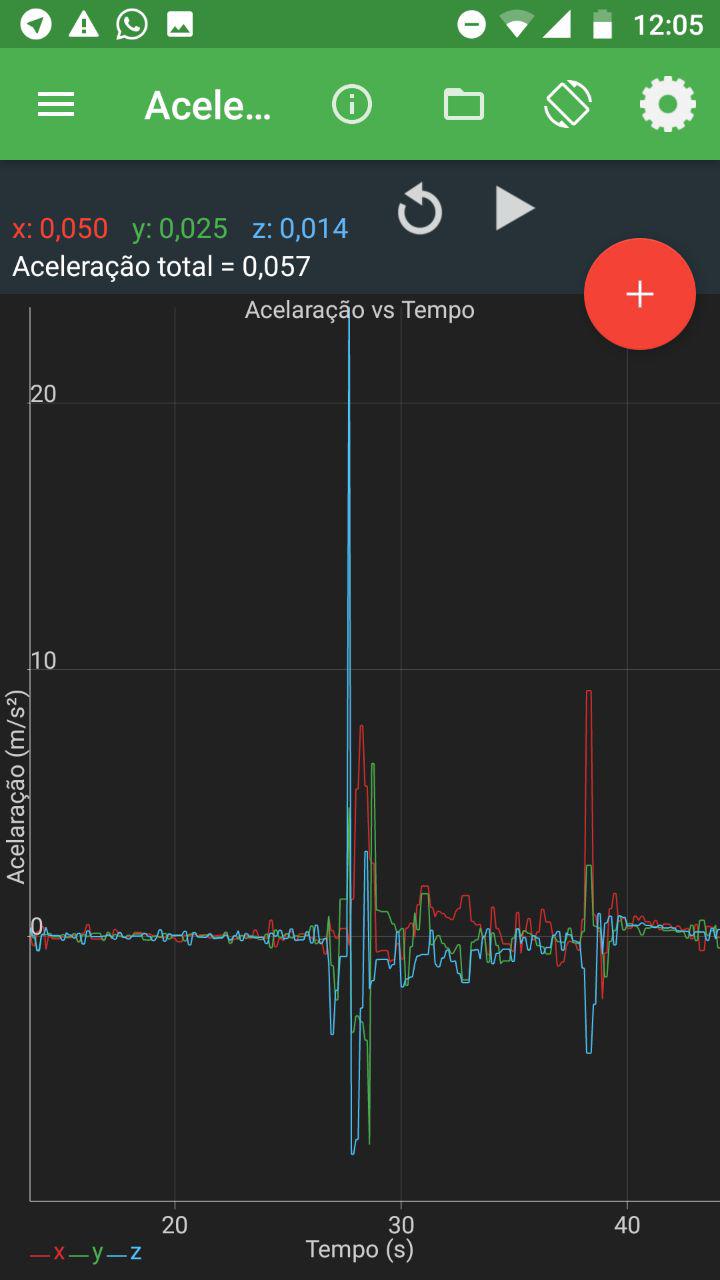 12:05
Acele...
x: 0,050 y: 0,025 z: 0,014
Aceleração total = 0,057
Acelaração vs Tempo
20
10
0
Acelaração (m/s²)
20 30 40
Tempo (s)
x y z